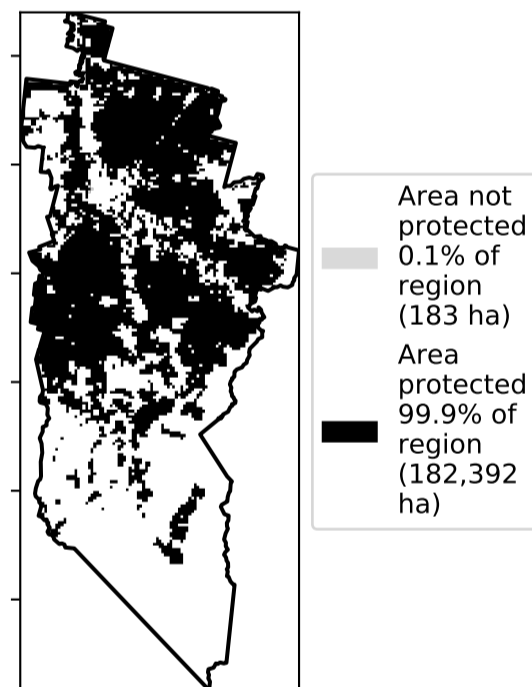 Area not
protected
0.1% of
region
(183 ha)
Area
protected
99.9% of
region
(182,392
ha)